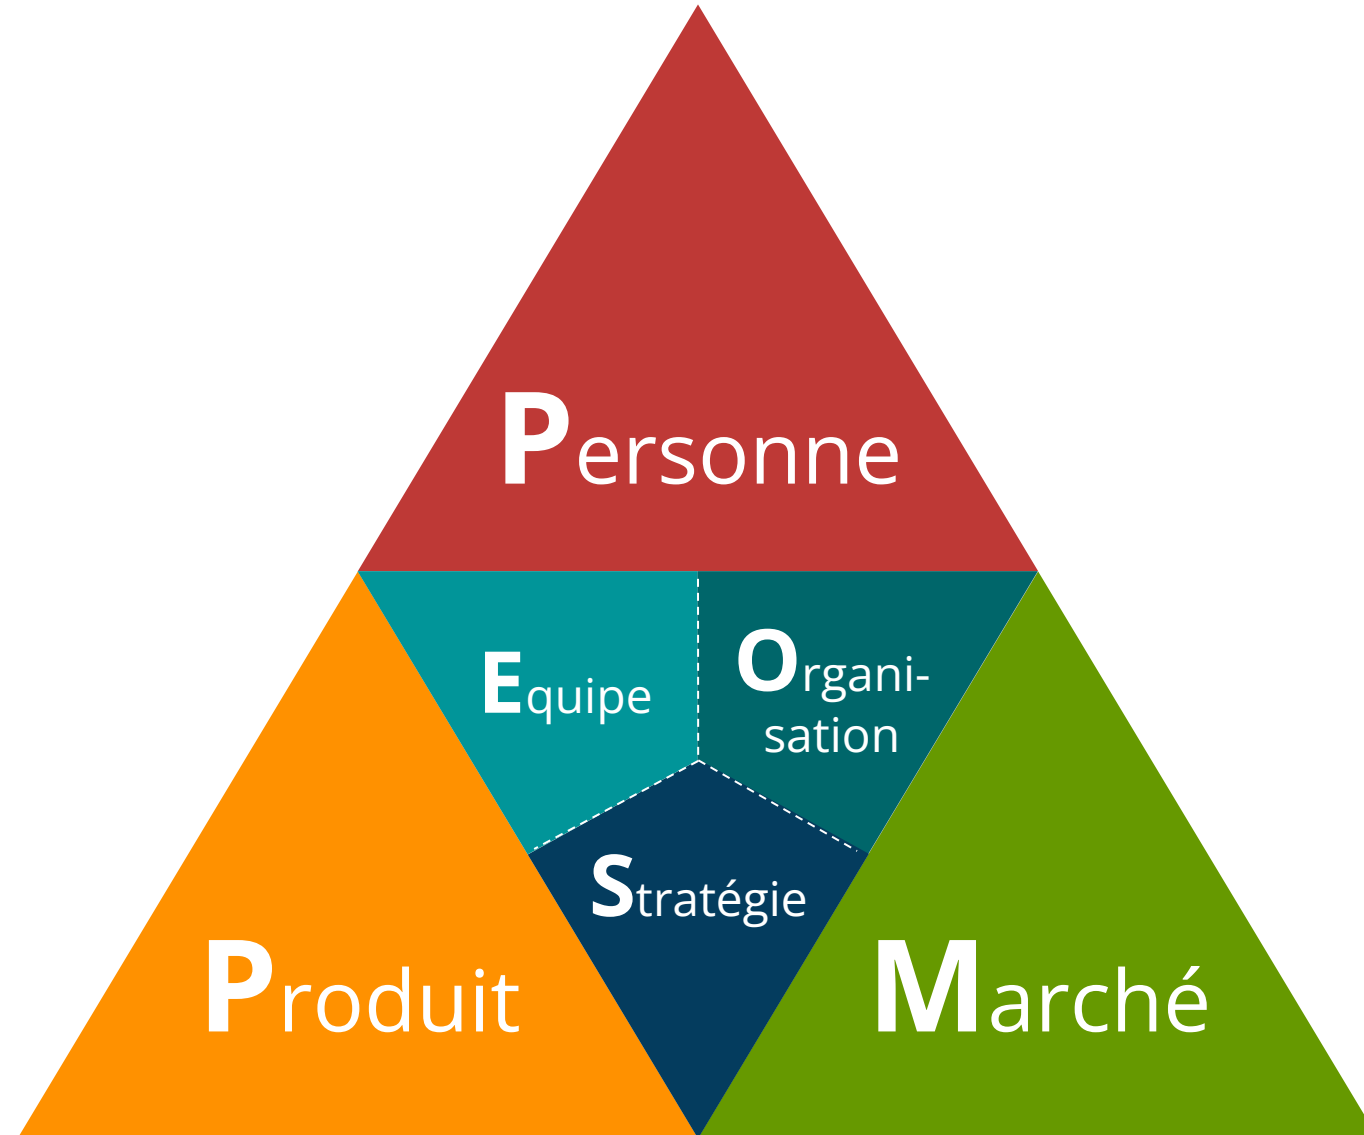 Personne
Equipe
Organi-
sation
Stratégie
Produit
Marché